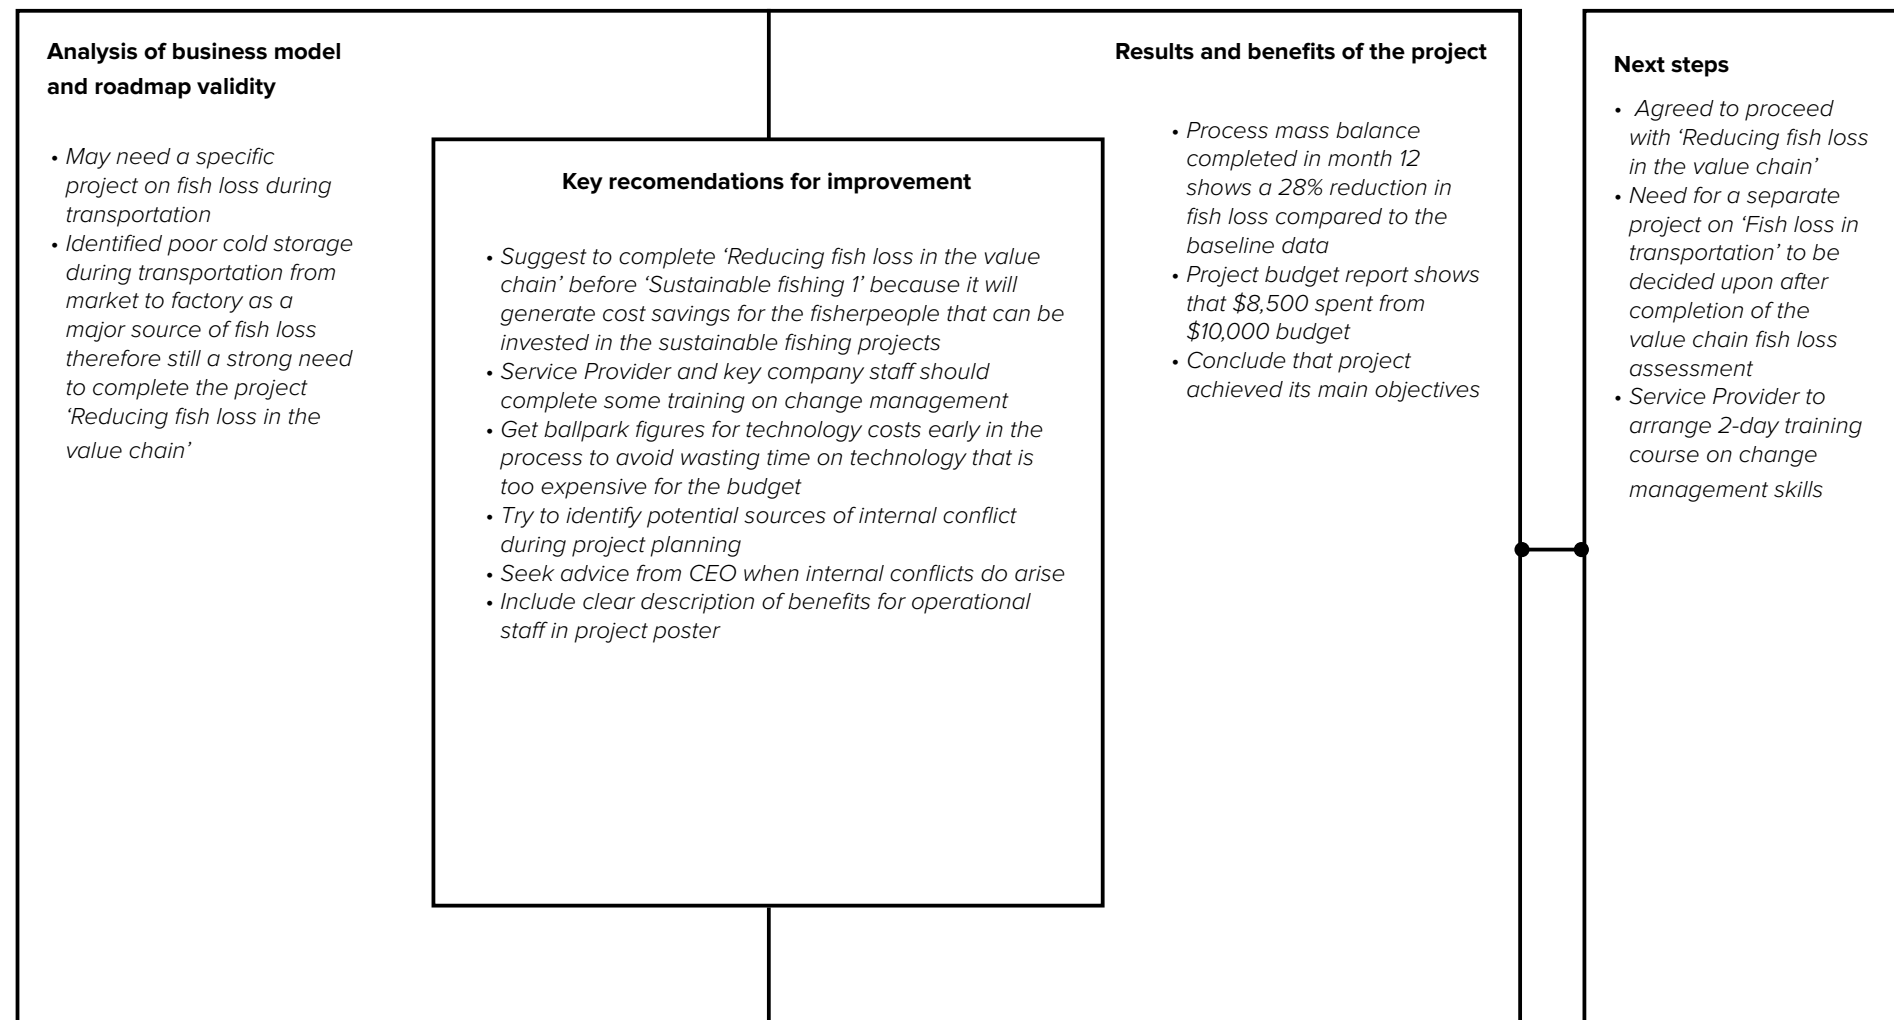 Analysis of business model
and roadmap validity
• May need a specific
project on fish loss during
transportation
• Identified poor cold storage
during transportation from
market to factory as a
major source of fish loss
therefore still a strong need
to complete the project
‘Reducing fish loss in the
value chain’
Key recomendations for improvement
• Suggest to complete ‘Reducing fish loss in the value
chain’ before ‘Sustainable fishing 1’ because it will
generate cost savings for the fisherpeople that can be
invested in the sustainable fishing projects
• Service Provider and key company staff should
complete some training on change management
• Get ballpark figures for technology costs early in the
process to avoid wasting time on technology that is
too expensive for the budget
• Try to identify potential sources of internal conflict
during project planning
• Seek advice from CEO when internal conflicts do arise
• Include clear description of benefits for operational
staff in project poster
Results and benefits of the project
• Process mass balance
completed in month 12
shows a 28% reduction in
fish loss compared to the
baseline data
• Project budget report shows
that $8,500 spent from
$10,000 budget
• Conclude that project
achieved its main objectives
Next steps
• Agreed to proceed
with ‘Reducing fish loss
in the value chain’
• Need for a separate
project on ‘Fish loss in
transportation’ to be
decided upon after
completion of the
value chain fish loss
assessment
• Service Provider to
arrange 2-day training
course on change
management skills